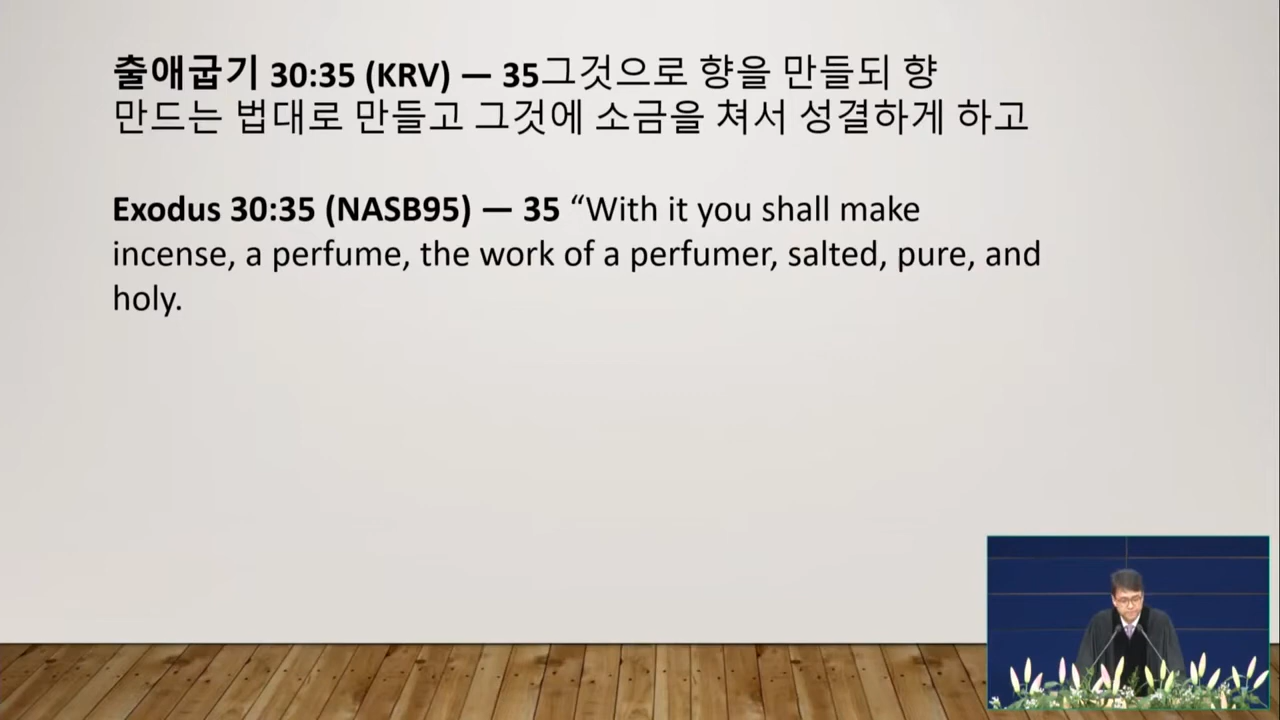 출애굽기 30:35 (KRV) — 35그것으로 향을 만들되 향
만드는 법대로 만들고 그것에 소금을 쳐서 성결하게 하고
Exodus 30:35 (NASB95) — 35 “With it you shall make
incense, a perfume, the work of a perfumer, salted, pure, and
holy.